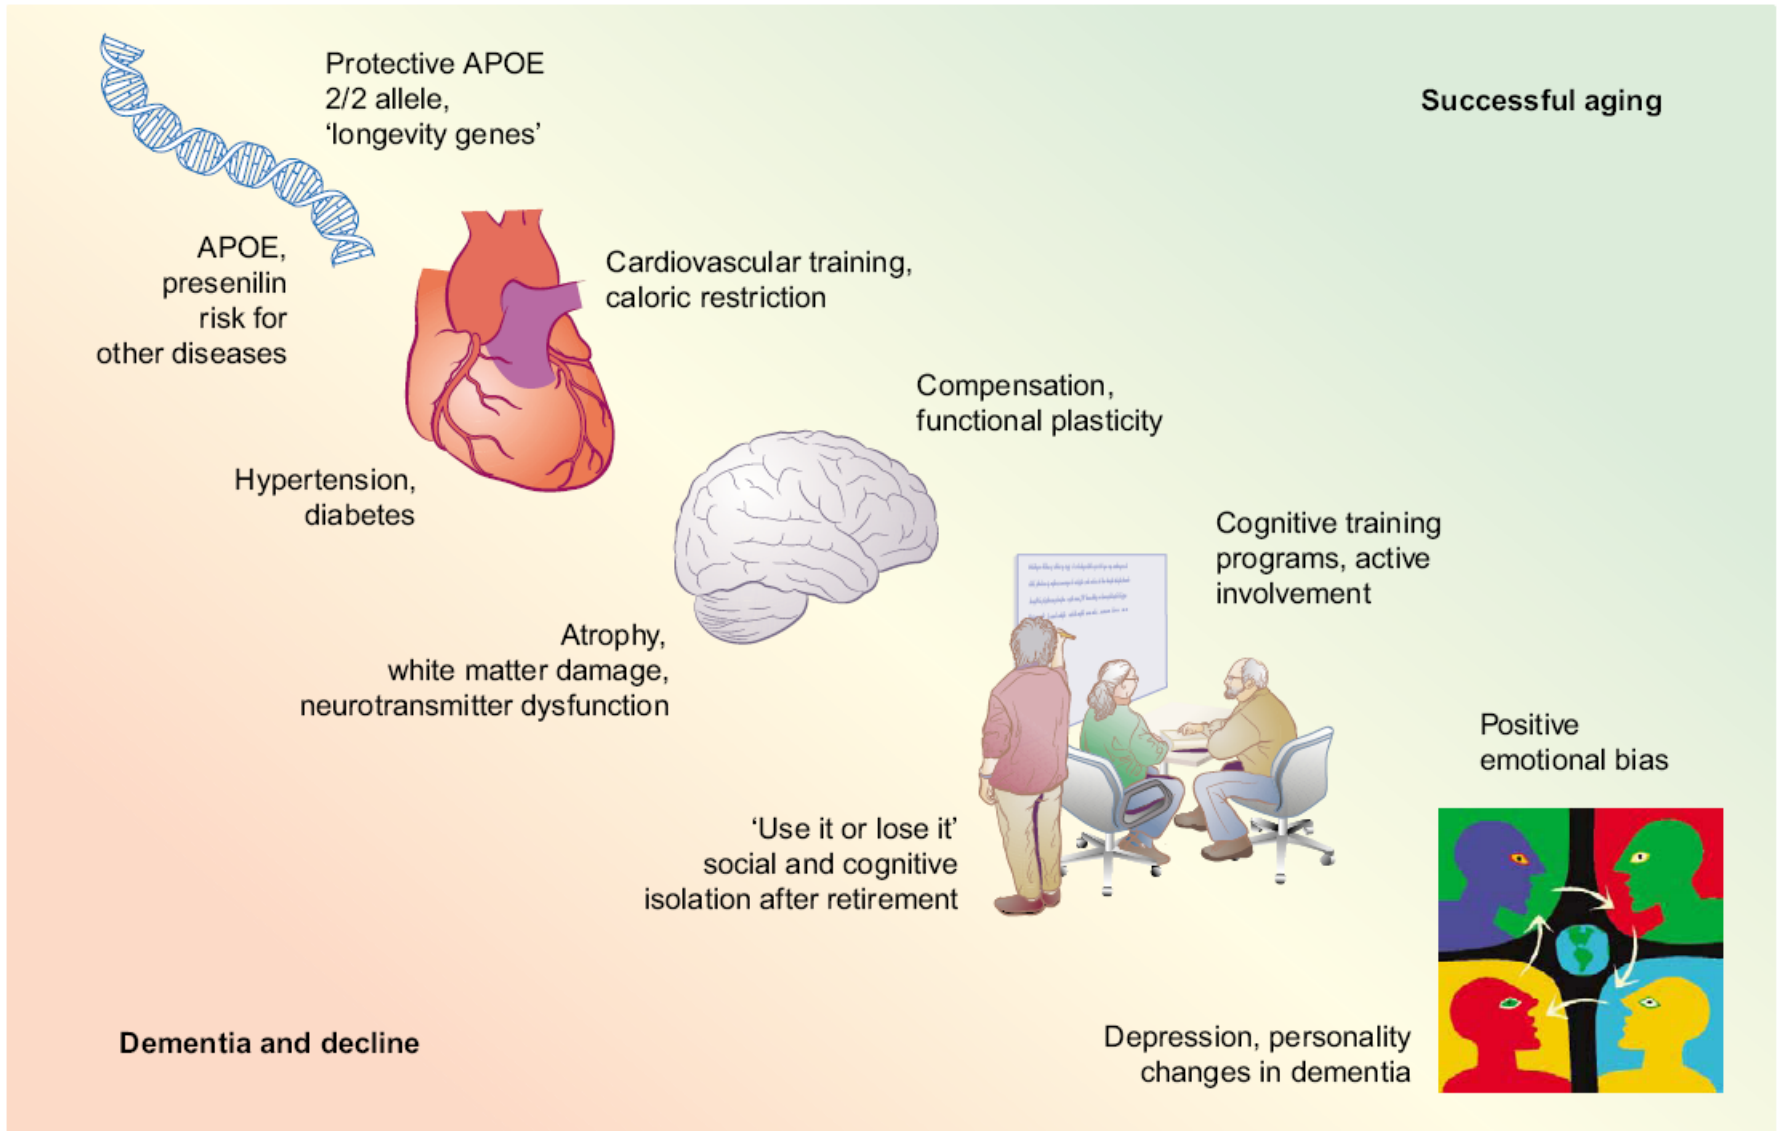 Protective APOE
2/2 allele,
‘longevity genes’
Successful aging
APOE,
presenilin
risk for
other diseases
Cardiovascular training,
caloric restriction
Compensation,
functional plasticity
Hypertension,
diabetes
Cognitive training
programs, active
involvement
Atrophy,
white matter damage,
neurotransmitter dysfunction
Positive
emotional bias
‘Use it or lose it’
social and cognitive
isolation after retirement
Dementia and decline
Depression, personality
changes in dementia